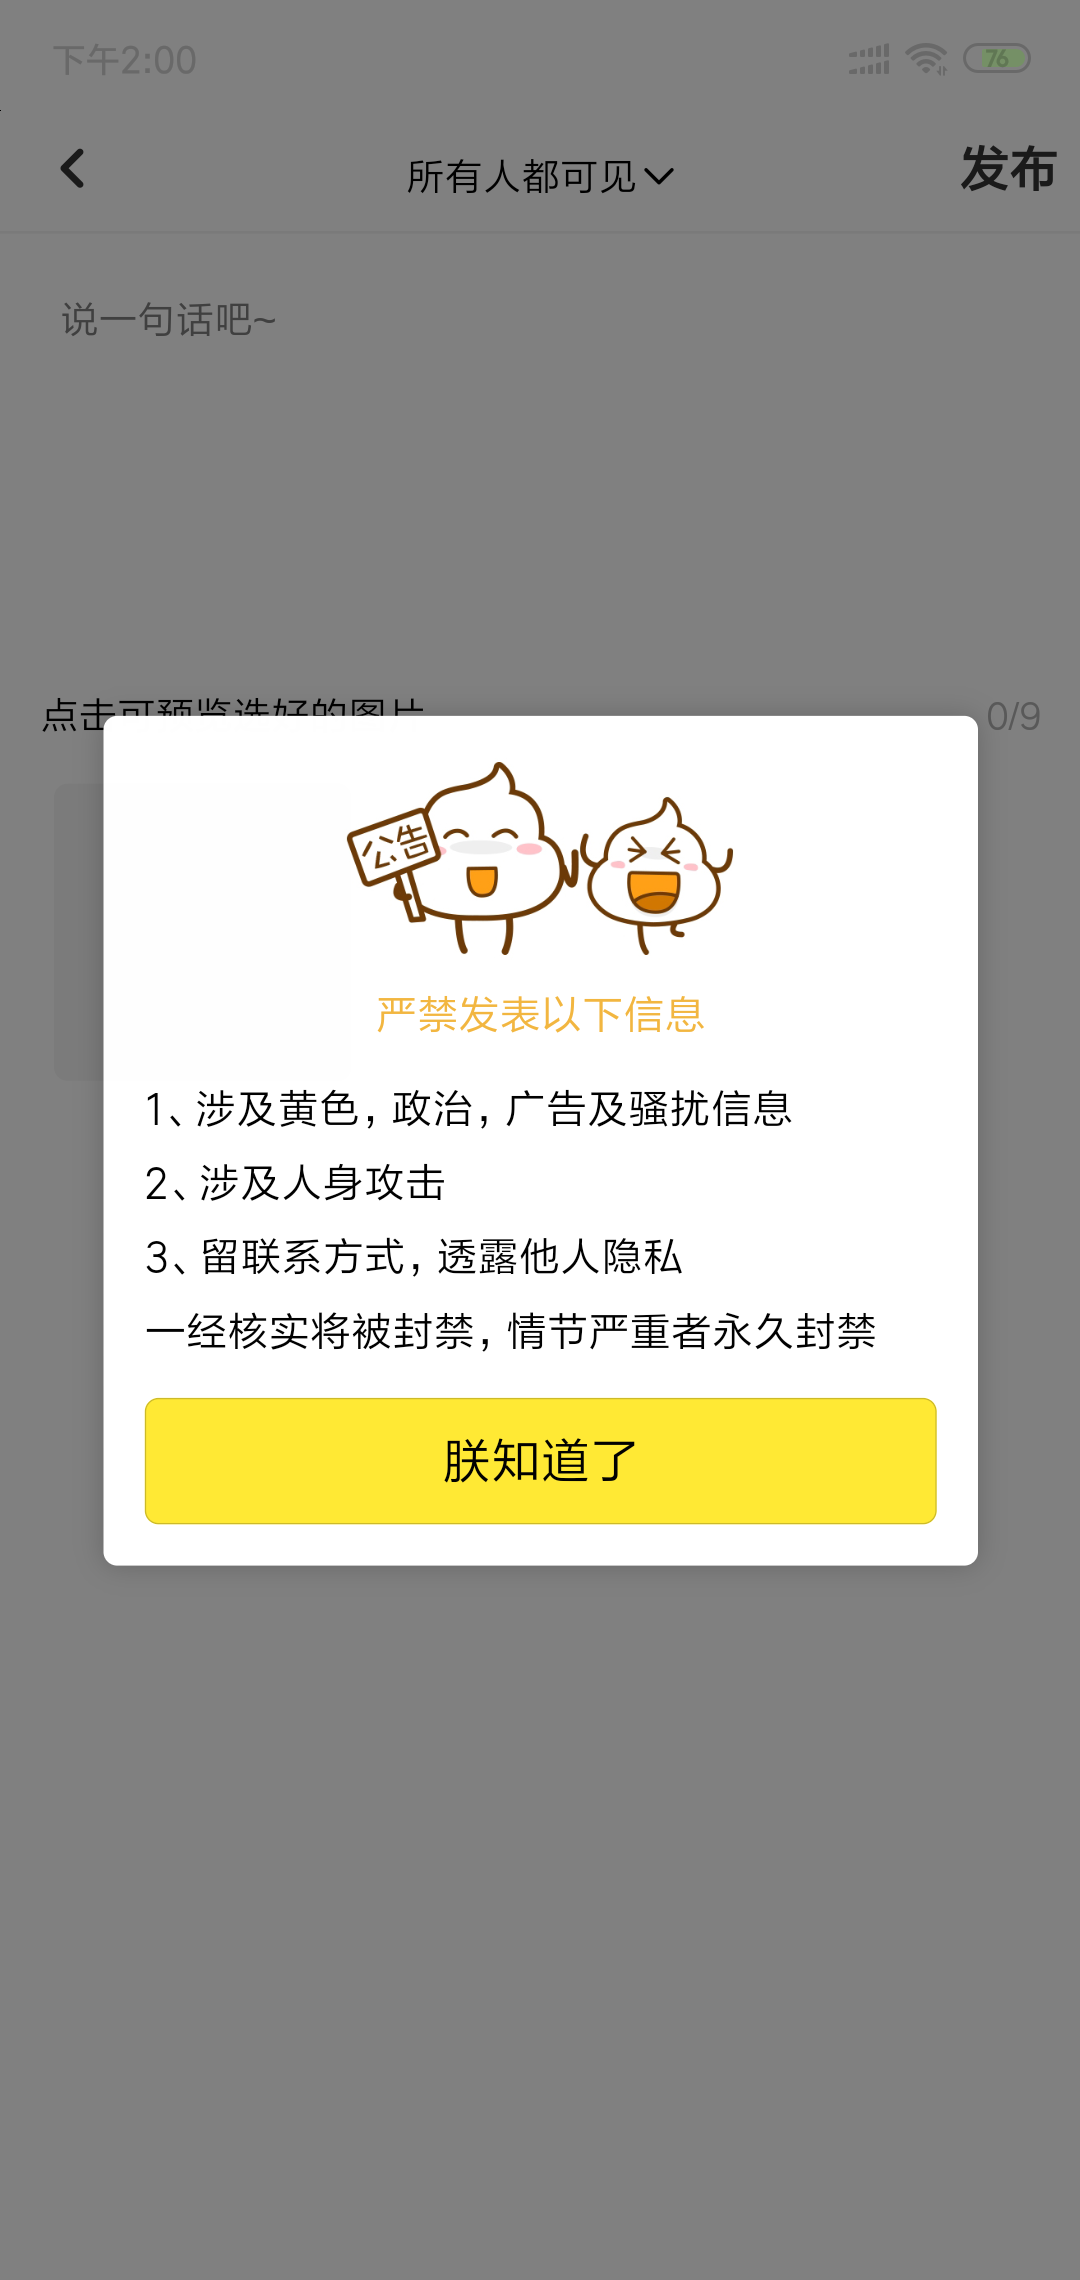 下午2:00
76
所有人都可见
发布
说一句话吧~
点击可预览选好的图片
0/9
公告
严禁发表以下信息
1、涉及黄色，政治，广告及骚扰信息
2、涉及人身攻击
3、留联系方式，透露他人隐私
一经核实将被封禁，情节严重者永久封禁
朕知道了